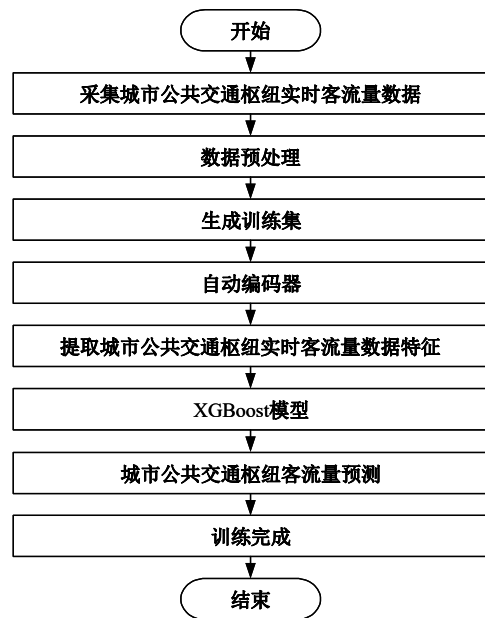 开始
采集城市公共交通枢纽实时客流量数据
数据预处理
生成训练集
自动编码器
提取城市公共交通枢纽实时客流量数据特征
XGBoost模型
城市公共交通枢纽客流量预测
训练完成
结束